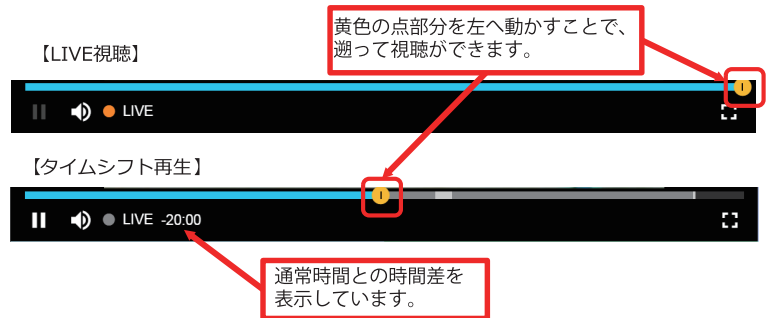 黄色の点部分を左へ動かすことで、
遡って視聴ができます。
【LIVE視聴】
LIVE
【タイムシフト再生】
LIVE -20:00
通常時間との時間差を
表示しています。